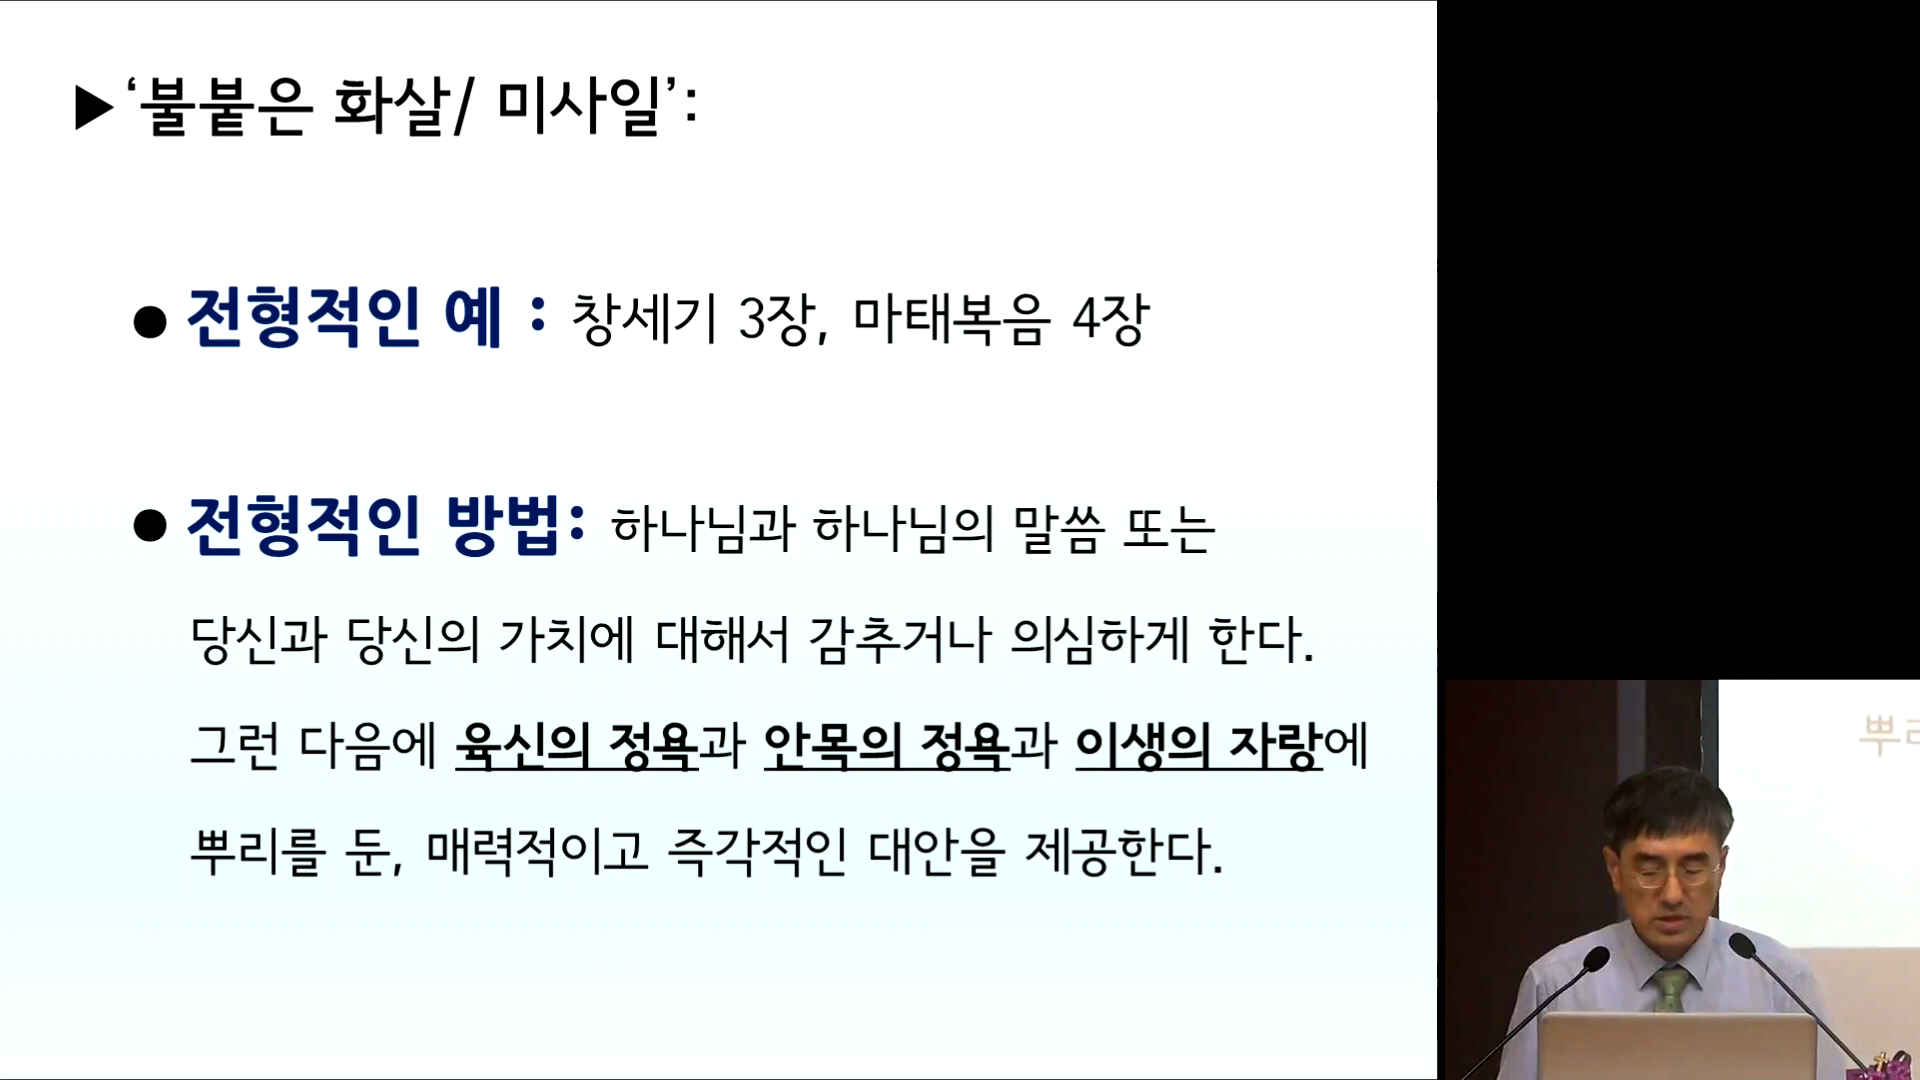 ▶‘불붙은 화살/ 미사일’:
● 전형적인 예 : 창세기 3장, 마태복음 4장
● 전형적인 방법: 하나님과 하나님의 말씀 또는
당신과 당신의 가치에 대해서 감추거나 의심하게 한다.
그런 다음에 육신의 정욕과 안목의 정욕과 이생의 자랑에
뿌리를 둔, 매력적이고 즉각적인 대안을 제공한다.